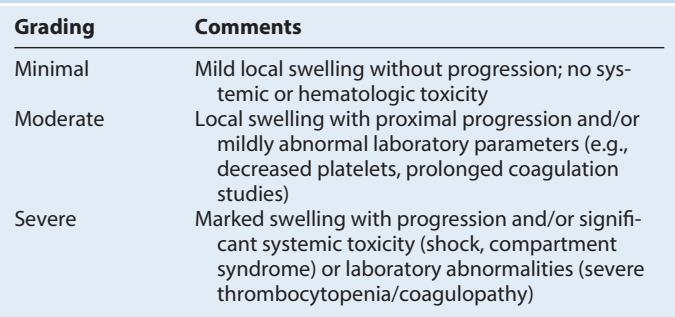 Grading Comments
Minimal Mild local swelling without progression; no sys-
temic or hematologic toxicity
Moderate Local swelling with proximal progression and/or
mildly abnormal laboratory parameters (e.g.,
decreased platelets, prolonged coagulation
studies)
Severe Marked swelling with progression and/or signifi-
cant systemic toxicity (shock, compartment
syndrome) or laboratory abnormalities (severe
thrombocytopenia/coagulopathy)